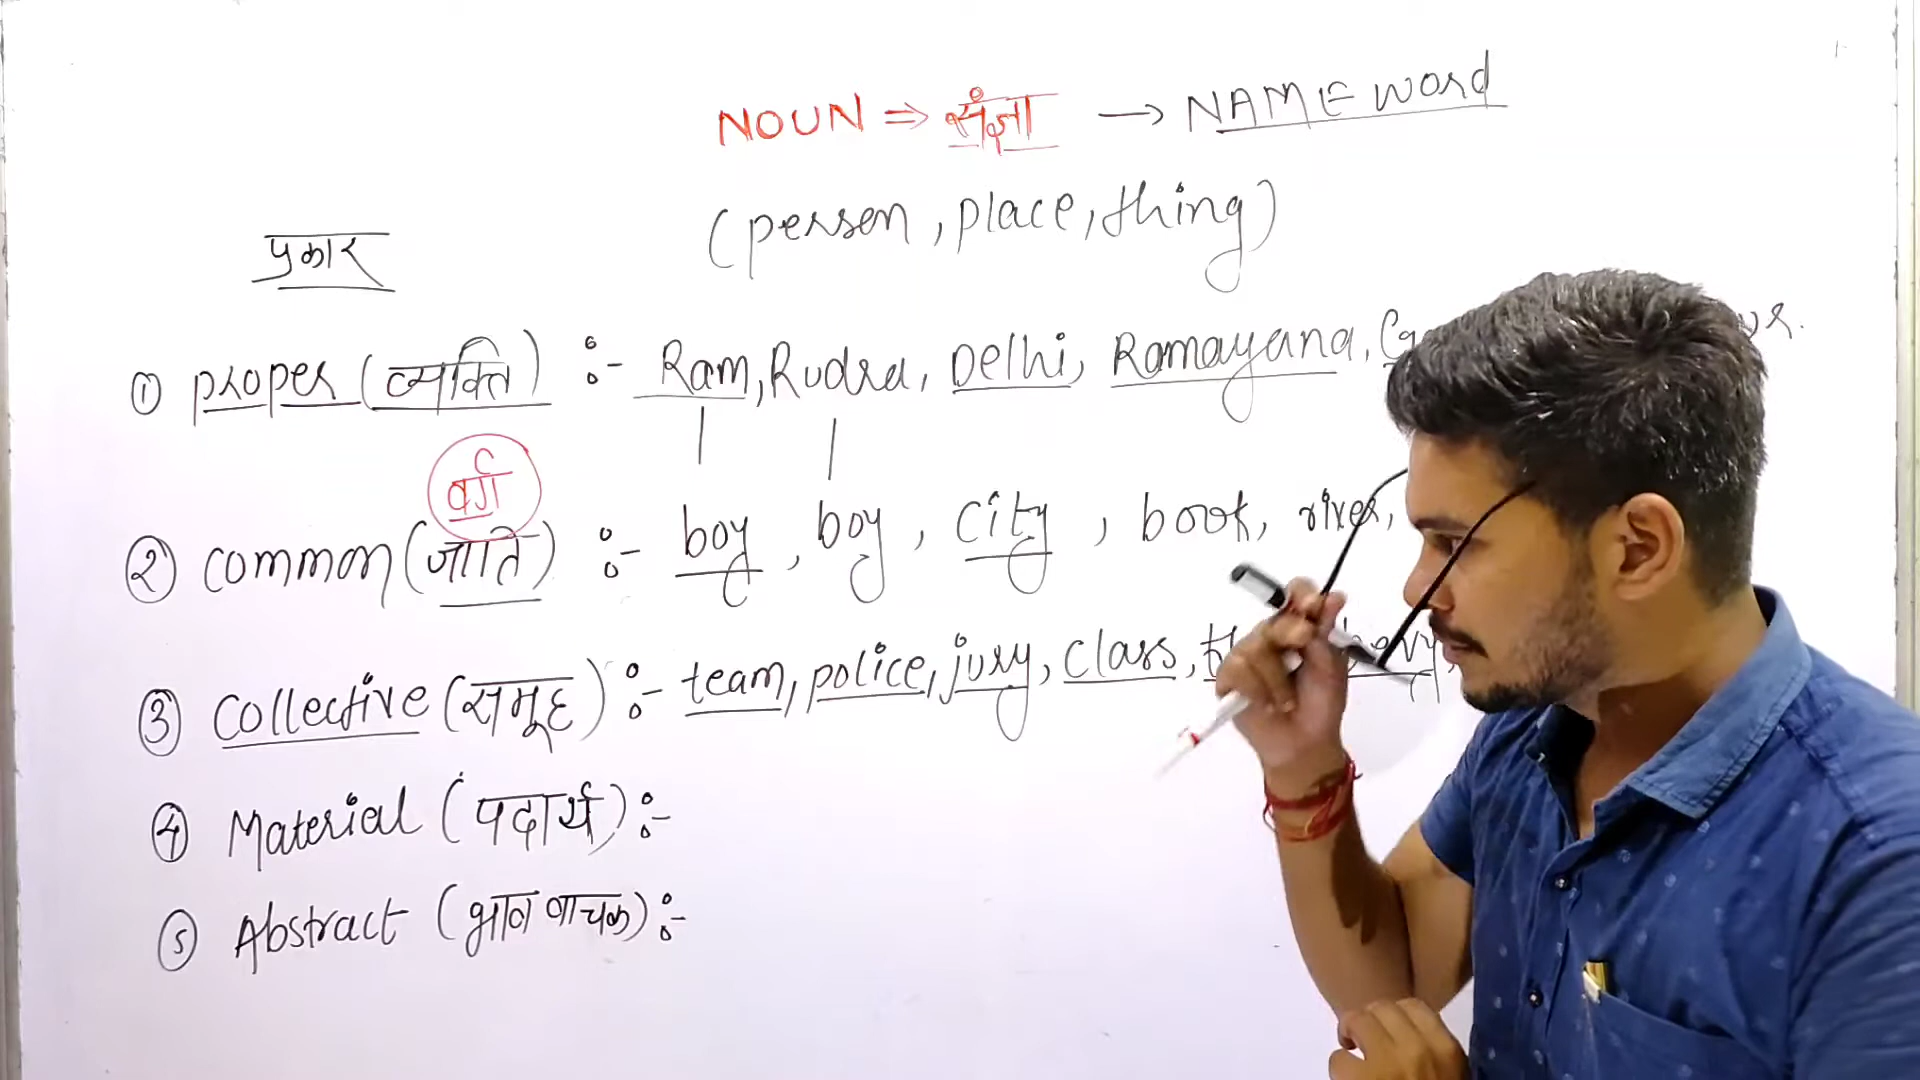 NOUN ⇒ संज्ञा → NAME word
(person, place, thing)
प्रकार
① proper (व्यक्ति) :- Ram, Rudra, Delhi, Ramayana,
वर्ग
② common (जाति) :- boy, boy, city, book, river,
③ Collective (समूह) :- team, police, jury, class,
④ Material (पदार्थ) :-
⑤ Abstract (भाव वाचक) :-